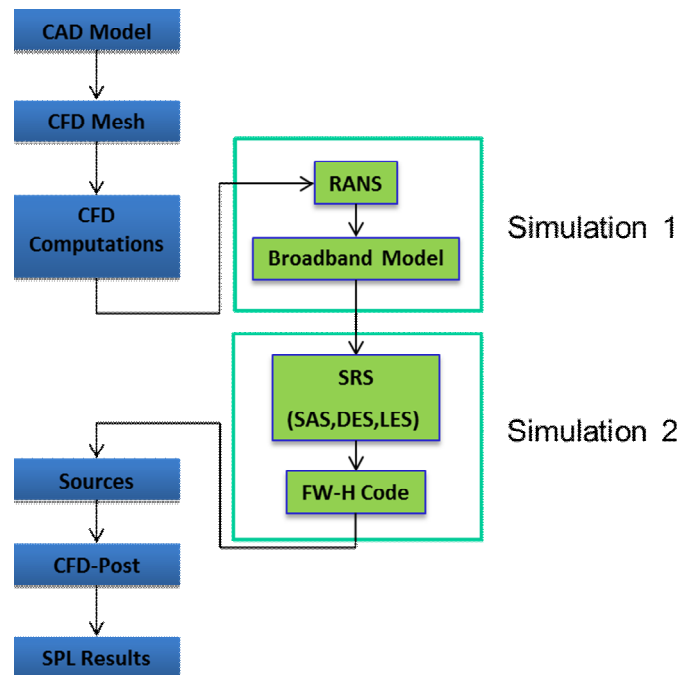 CAD Model
CFD Mesh
CFD
Computations
RANS
Broadband Model
Simulation 1
SRS
(SAS,DES,LES)
FW-H Code
Simulation 2
Sources
CFD-Post
SPL Results